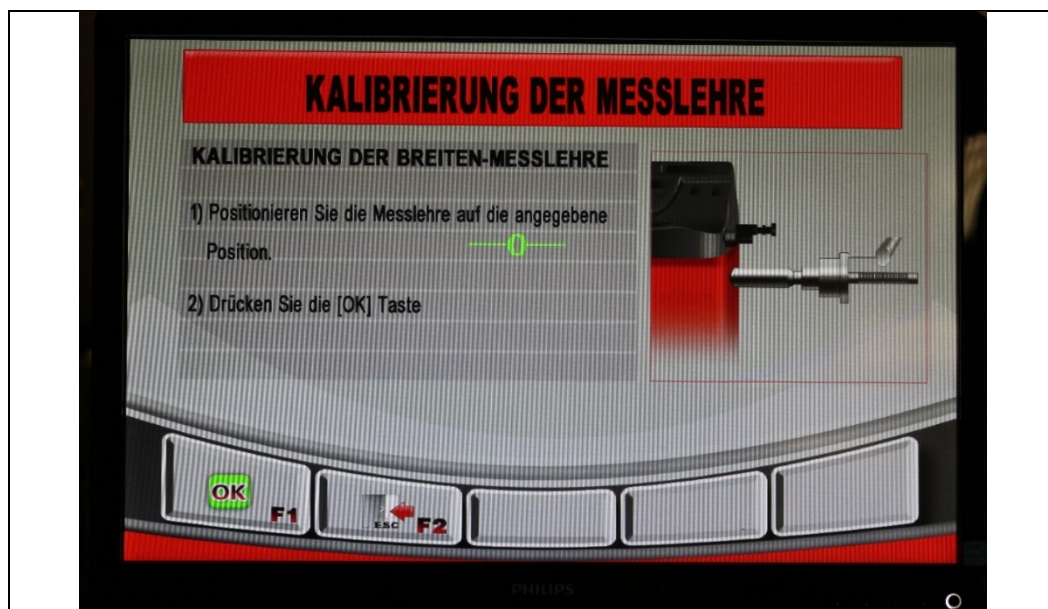 KALIBRIERUNG DER MESSLEHRE
KALIBRIERUNG DER BREITEN-MESSLEHRE
1) Positionieren Sie die Messlehre auf die angegebene
Position.
0
2) Drücken Sie die [OK] Taste
OK
F1
ESC
F2
PHILIPS